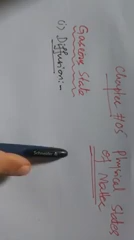 Chapter #05 Physical States
of Matter
Gaseous State
(i) Diffusion:-